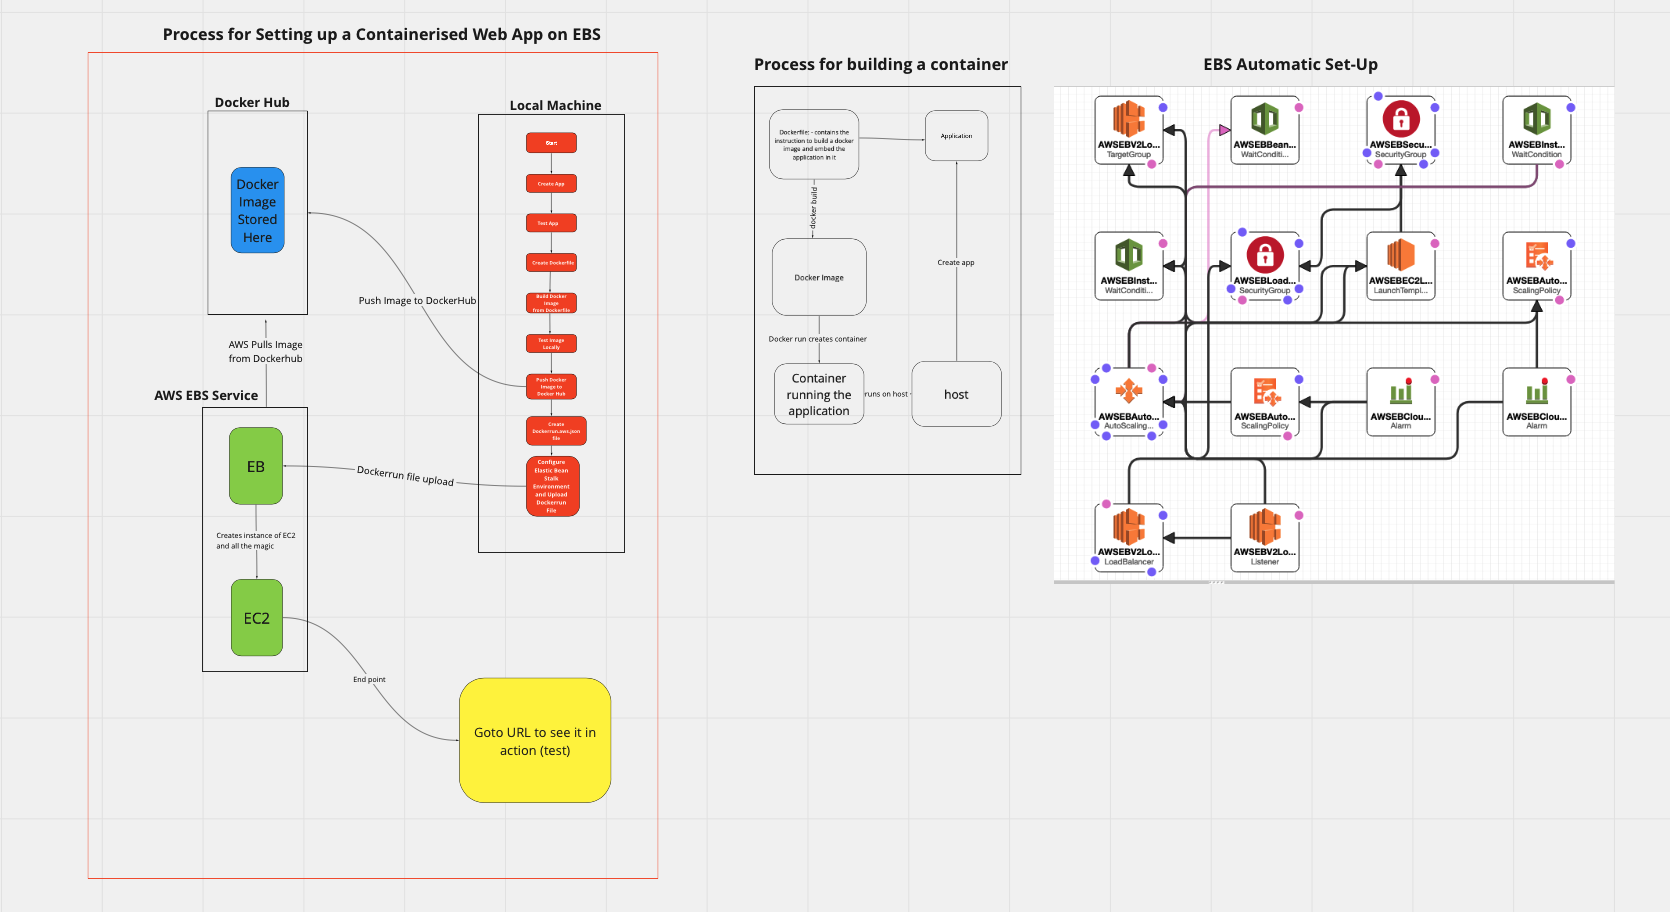 Process for Setting up a Containerised Web App on EBS
Docker Hub
Docker
Image
Stored
Here
Local Machine
Start
Create App
Test App
Create Dockerfile
Build Docker
Image
from Dockerfile
Test Image
Locally
Push Docker
Image to
Docker Hub
Create
Dockerrun.aws.json
file
Configure
Elastic Bean
Stalk
Environment
and Upload
Dockerrun
File
Push Image to DockerHub
AWS Pulls Image
from Dockerhub
AWS EBS Service
EB
Dockerrun file upload
Creates instance of EC2
and all the magic
EC2
End point
Goto URL to see it in
action (test)
Process for building a container
Dockerfile: - contains the
instruction to build a docker
image and embed the
application in it
Application
docker build
Docker Image
Create app
Docker run creates container
Container
running the
application
runs on host
host
EBS Automatic Set-Up
AWSEBV2Lo...
TargetGroup
AWSEBBean...
WaitConditi...
AWSEBSecu...
SecurityGroup
AWSEBInst...
WaitCondition
AWSEBInst...
WaitConditi...
AWSEBLoad...
SecurityGroup
AWSEBEC2L...
LaunchTempl...
AWSEBAuto...
ScalingPolicy
AWSEBAuto...
AutoScaling...
AWSEBAuto...
ScalingPolicy
AWSEBClou...
Alarm
AWSEBClou...
Alarm
AWSEBV2Lo...
LoadBalancer
AWSEBV2Lo...
Listener